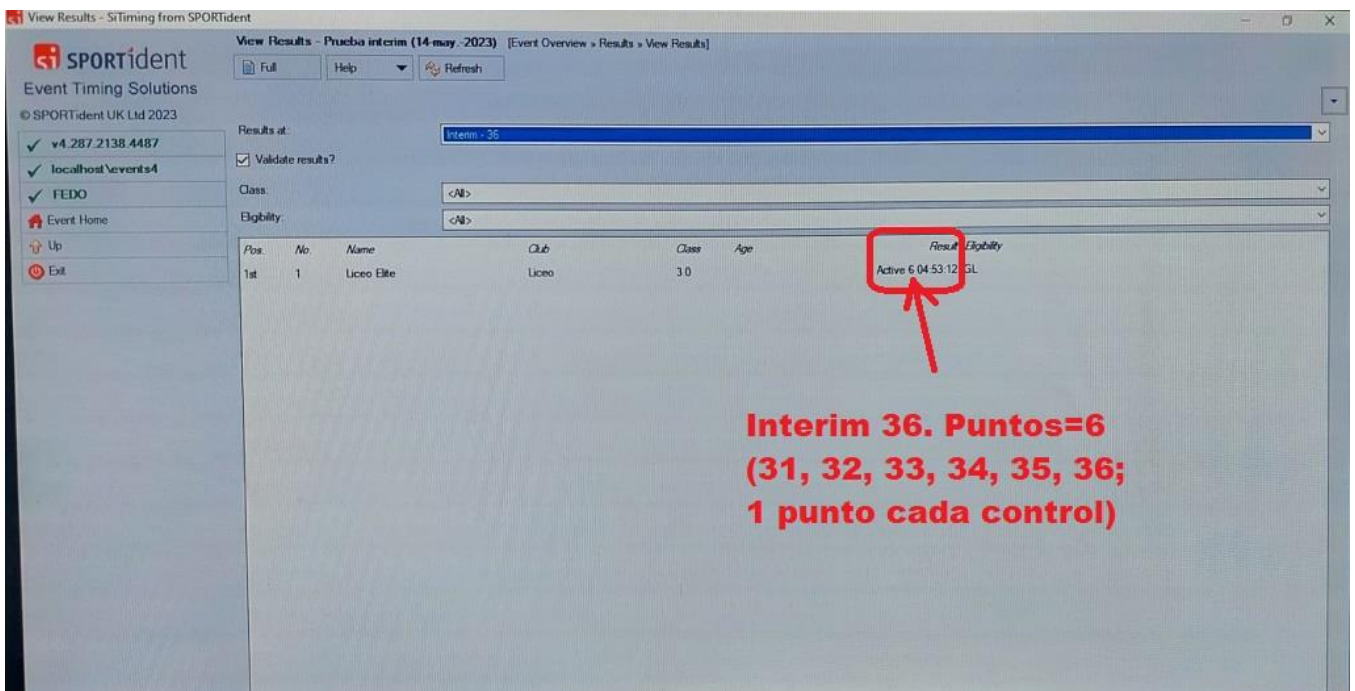 View Results - SiTiming from SPORTident
SPORTident
Event Timing Solutions
© SPORTident UK Ltd 2023
v4.287.2138.4487
localhost\events4
FEDO
Event Home
Up
Exit
View Results - Prueba interim (14-may.-2023) [Event Overview » Results » View Results]
Full Help Refresh
Results at: Interim - 36
Validate results?
Class: <All>
Eligibility: <All>
Pos. No. Name Club Class Age Result Eligibility
1st 1 Liceo Elite Liceo 3.0 Active 6 04:53:12 GL
Interim 36. Puntos=6
(31, 32, 33, 34, 35, 36;
1 punto cada control)